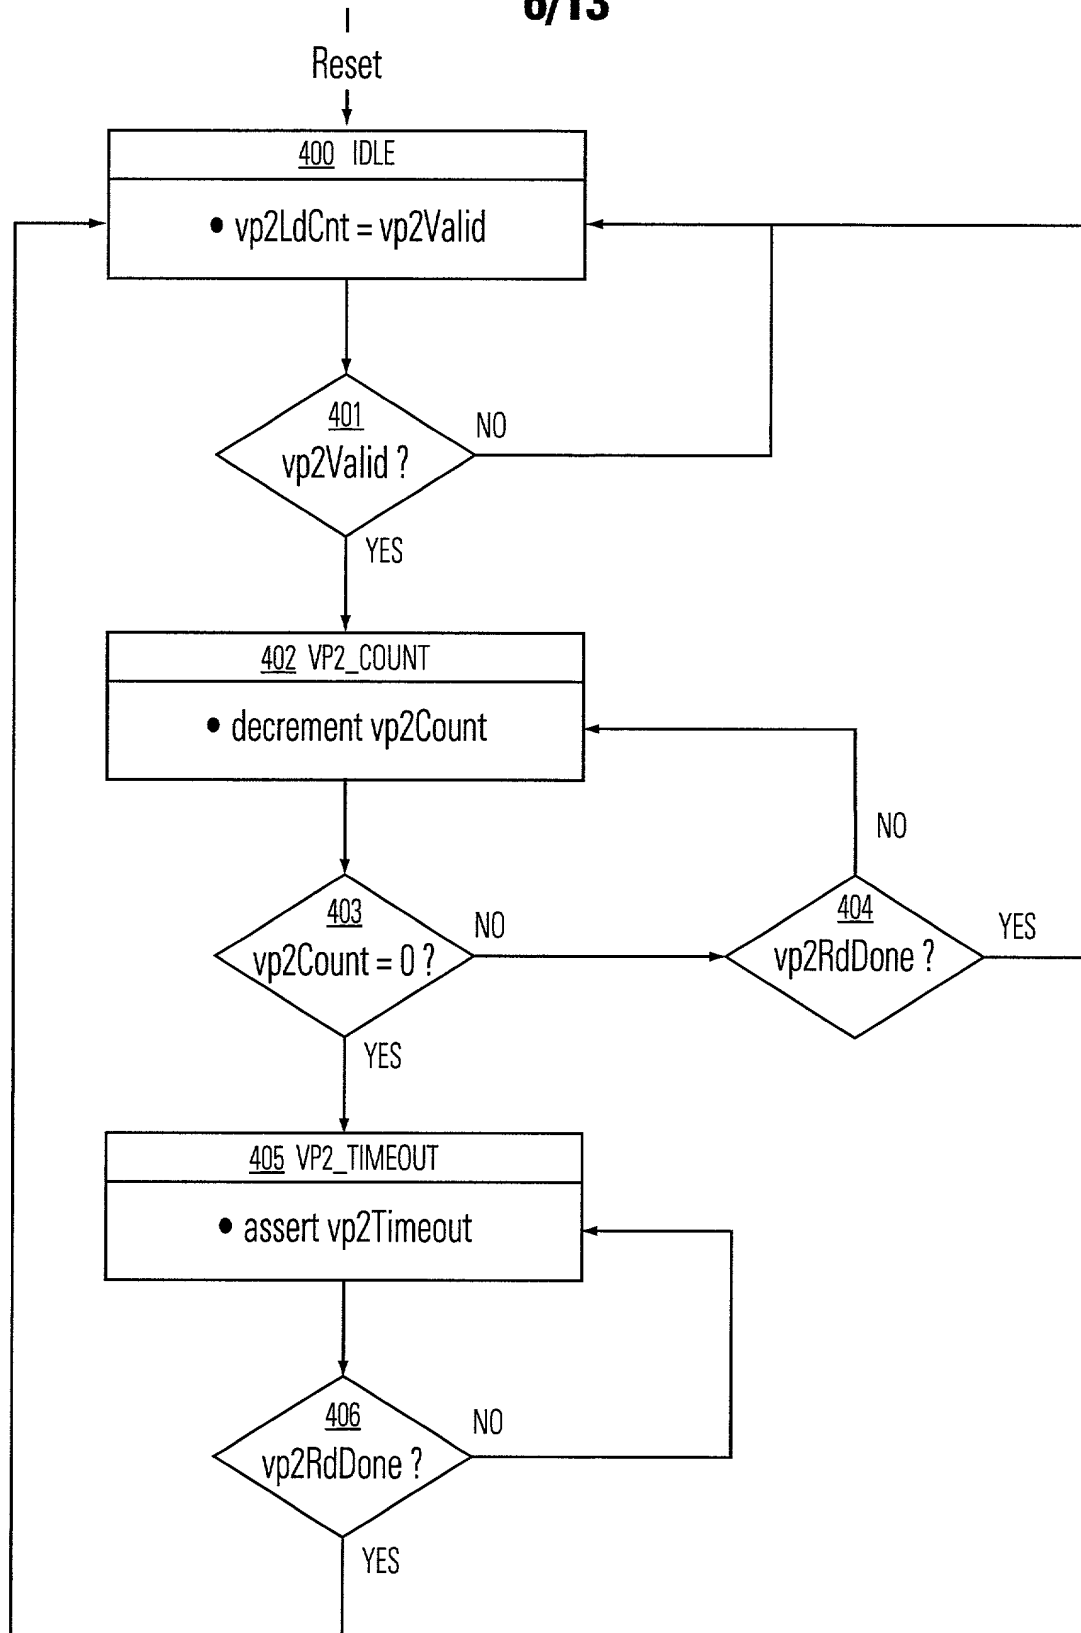 6/13
Reset
400 IDLE
• vp2LdCnt = vp2Valid
401
vp2Valid ?
NO
YES
402 VP2_COUNT
• decrement vp2Count
NO
403
vp2Count = 0 ?
NO
404
vp2RdDone ?
YES
YES
405 VP2_TIMEOUT
• assert vp2Timeout
406
vp2RdDone ?
NO
YES